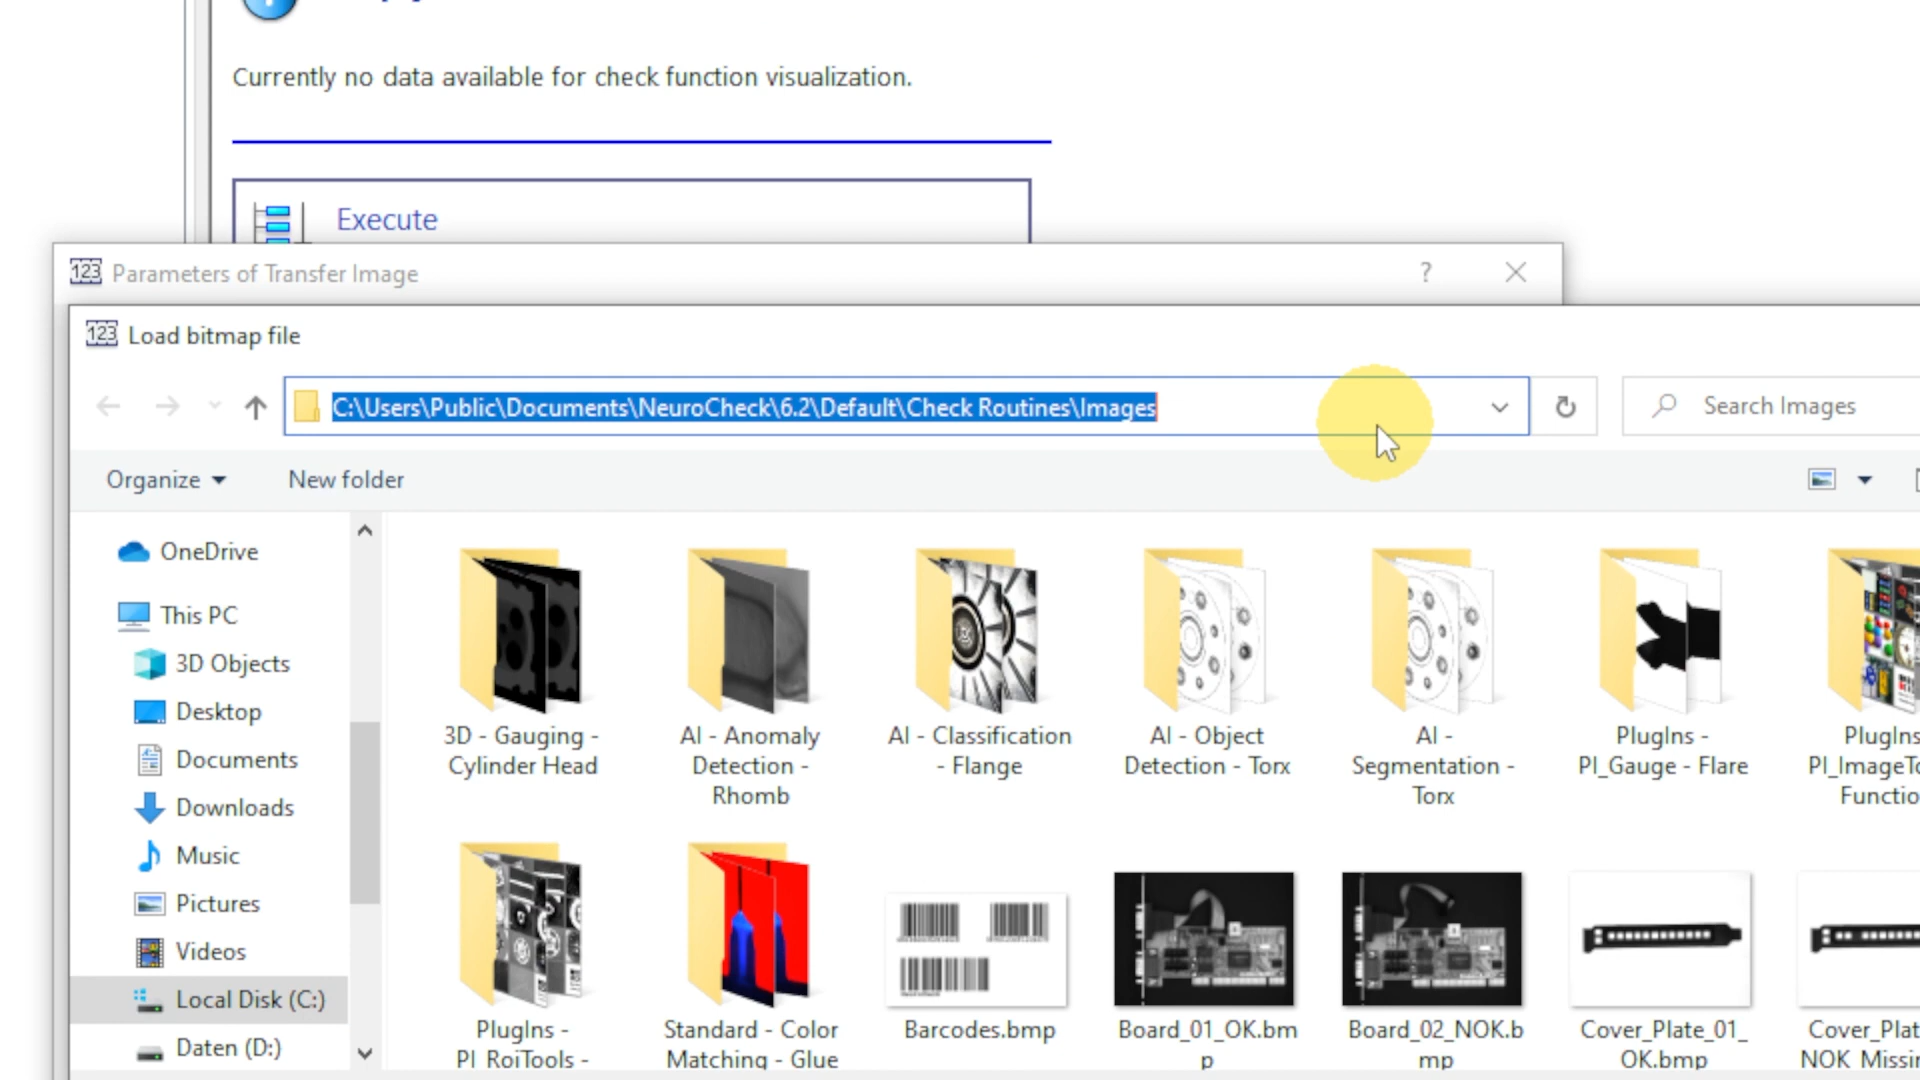 Currently no data available for check function visualization.
Execute
123 Parameters of Transfer Image ?
123 Load bitmap file
C:\Users\Public\Documents\NeuroCheck\6.2\Default\Check Routines\Images
Search Images
Organize
New folder
OneDrive
This PC
3D Objects
Desktop
Documents
Downloads
Music
Pictures
Videos
Local Disk (C:)
Daten (D:)
3D - Gauging -
Cylinder Head
AI - Anomaly
Detection -
Rhomb
AI - Classification
- Flange
AI - Object
Detection - Torx
AI -
Segmentation -
Torx
PlugIns -
PI_Gauge - Flare
PlugIns
PI_ImageTo
Functio
PlugIns -
PI_RoiTools -
Standard - Color
Matching - Glue
Barcodes.bmp
Board_01_OK.bm
p
Board_02_NOK.b
mp
Cover_Plate_01_
OK.bmp
Cover_Plat
NOK_Missi